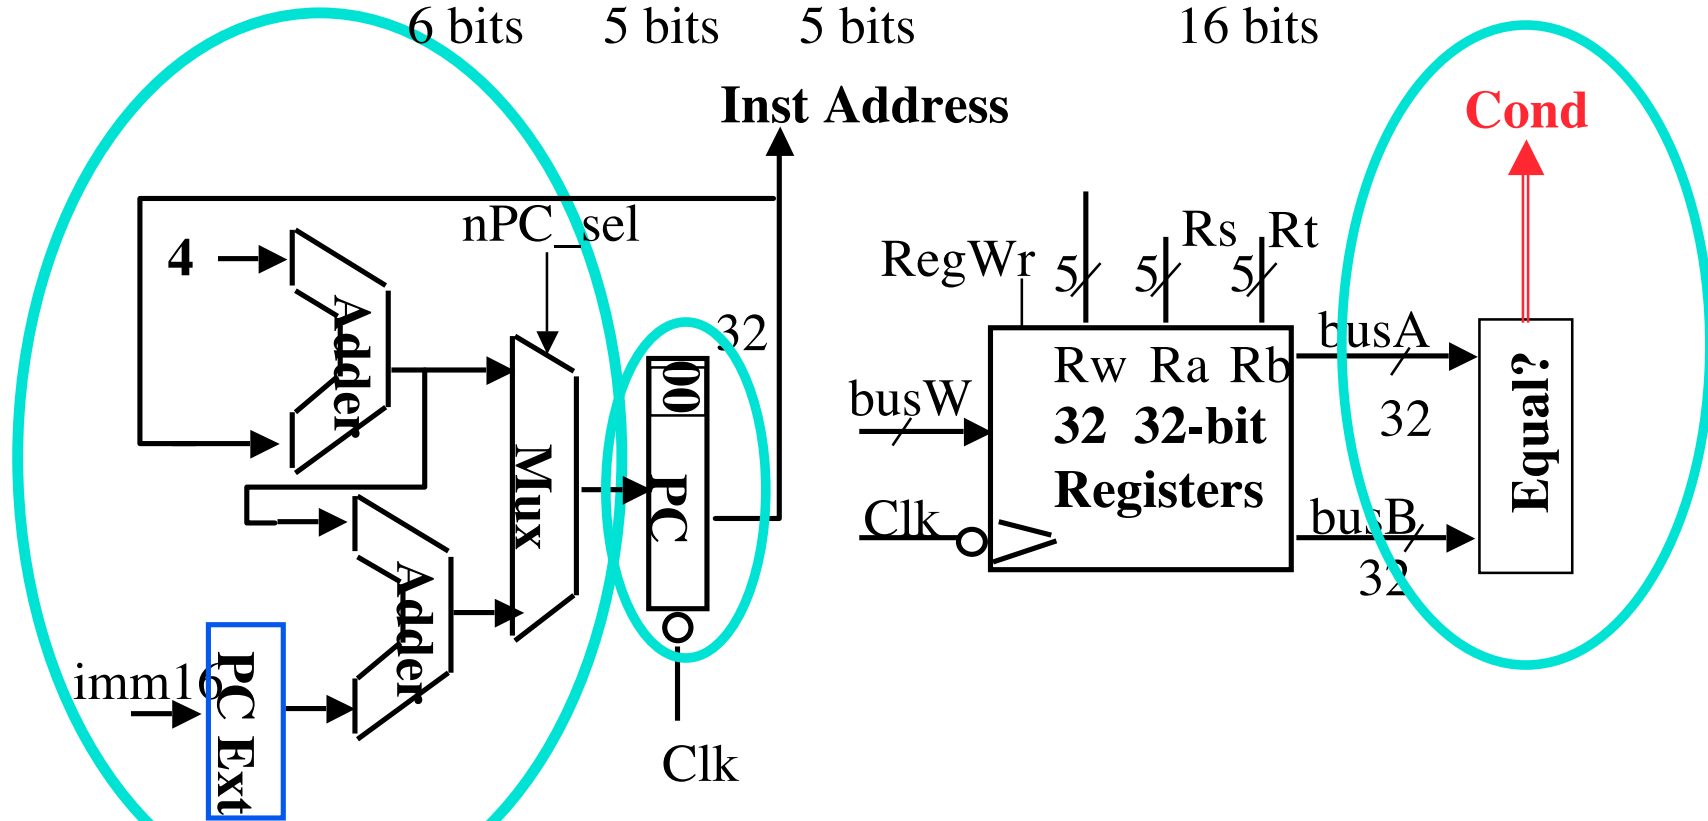 6 bits 5 bits 5 bits 16 bits
Inst Address
Cond
nPC_sel
Rs Rt
RegWr 5 5 5
4
Adder
32
busA
Rw Ra Rb
00
busW
32 32-bit
32
Registers
Equal?
Mux
PC
Clk
busB
32
Adder
imm16
PC Ext
Clk